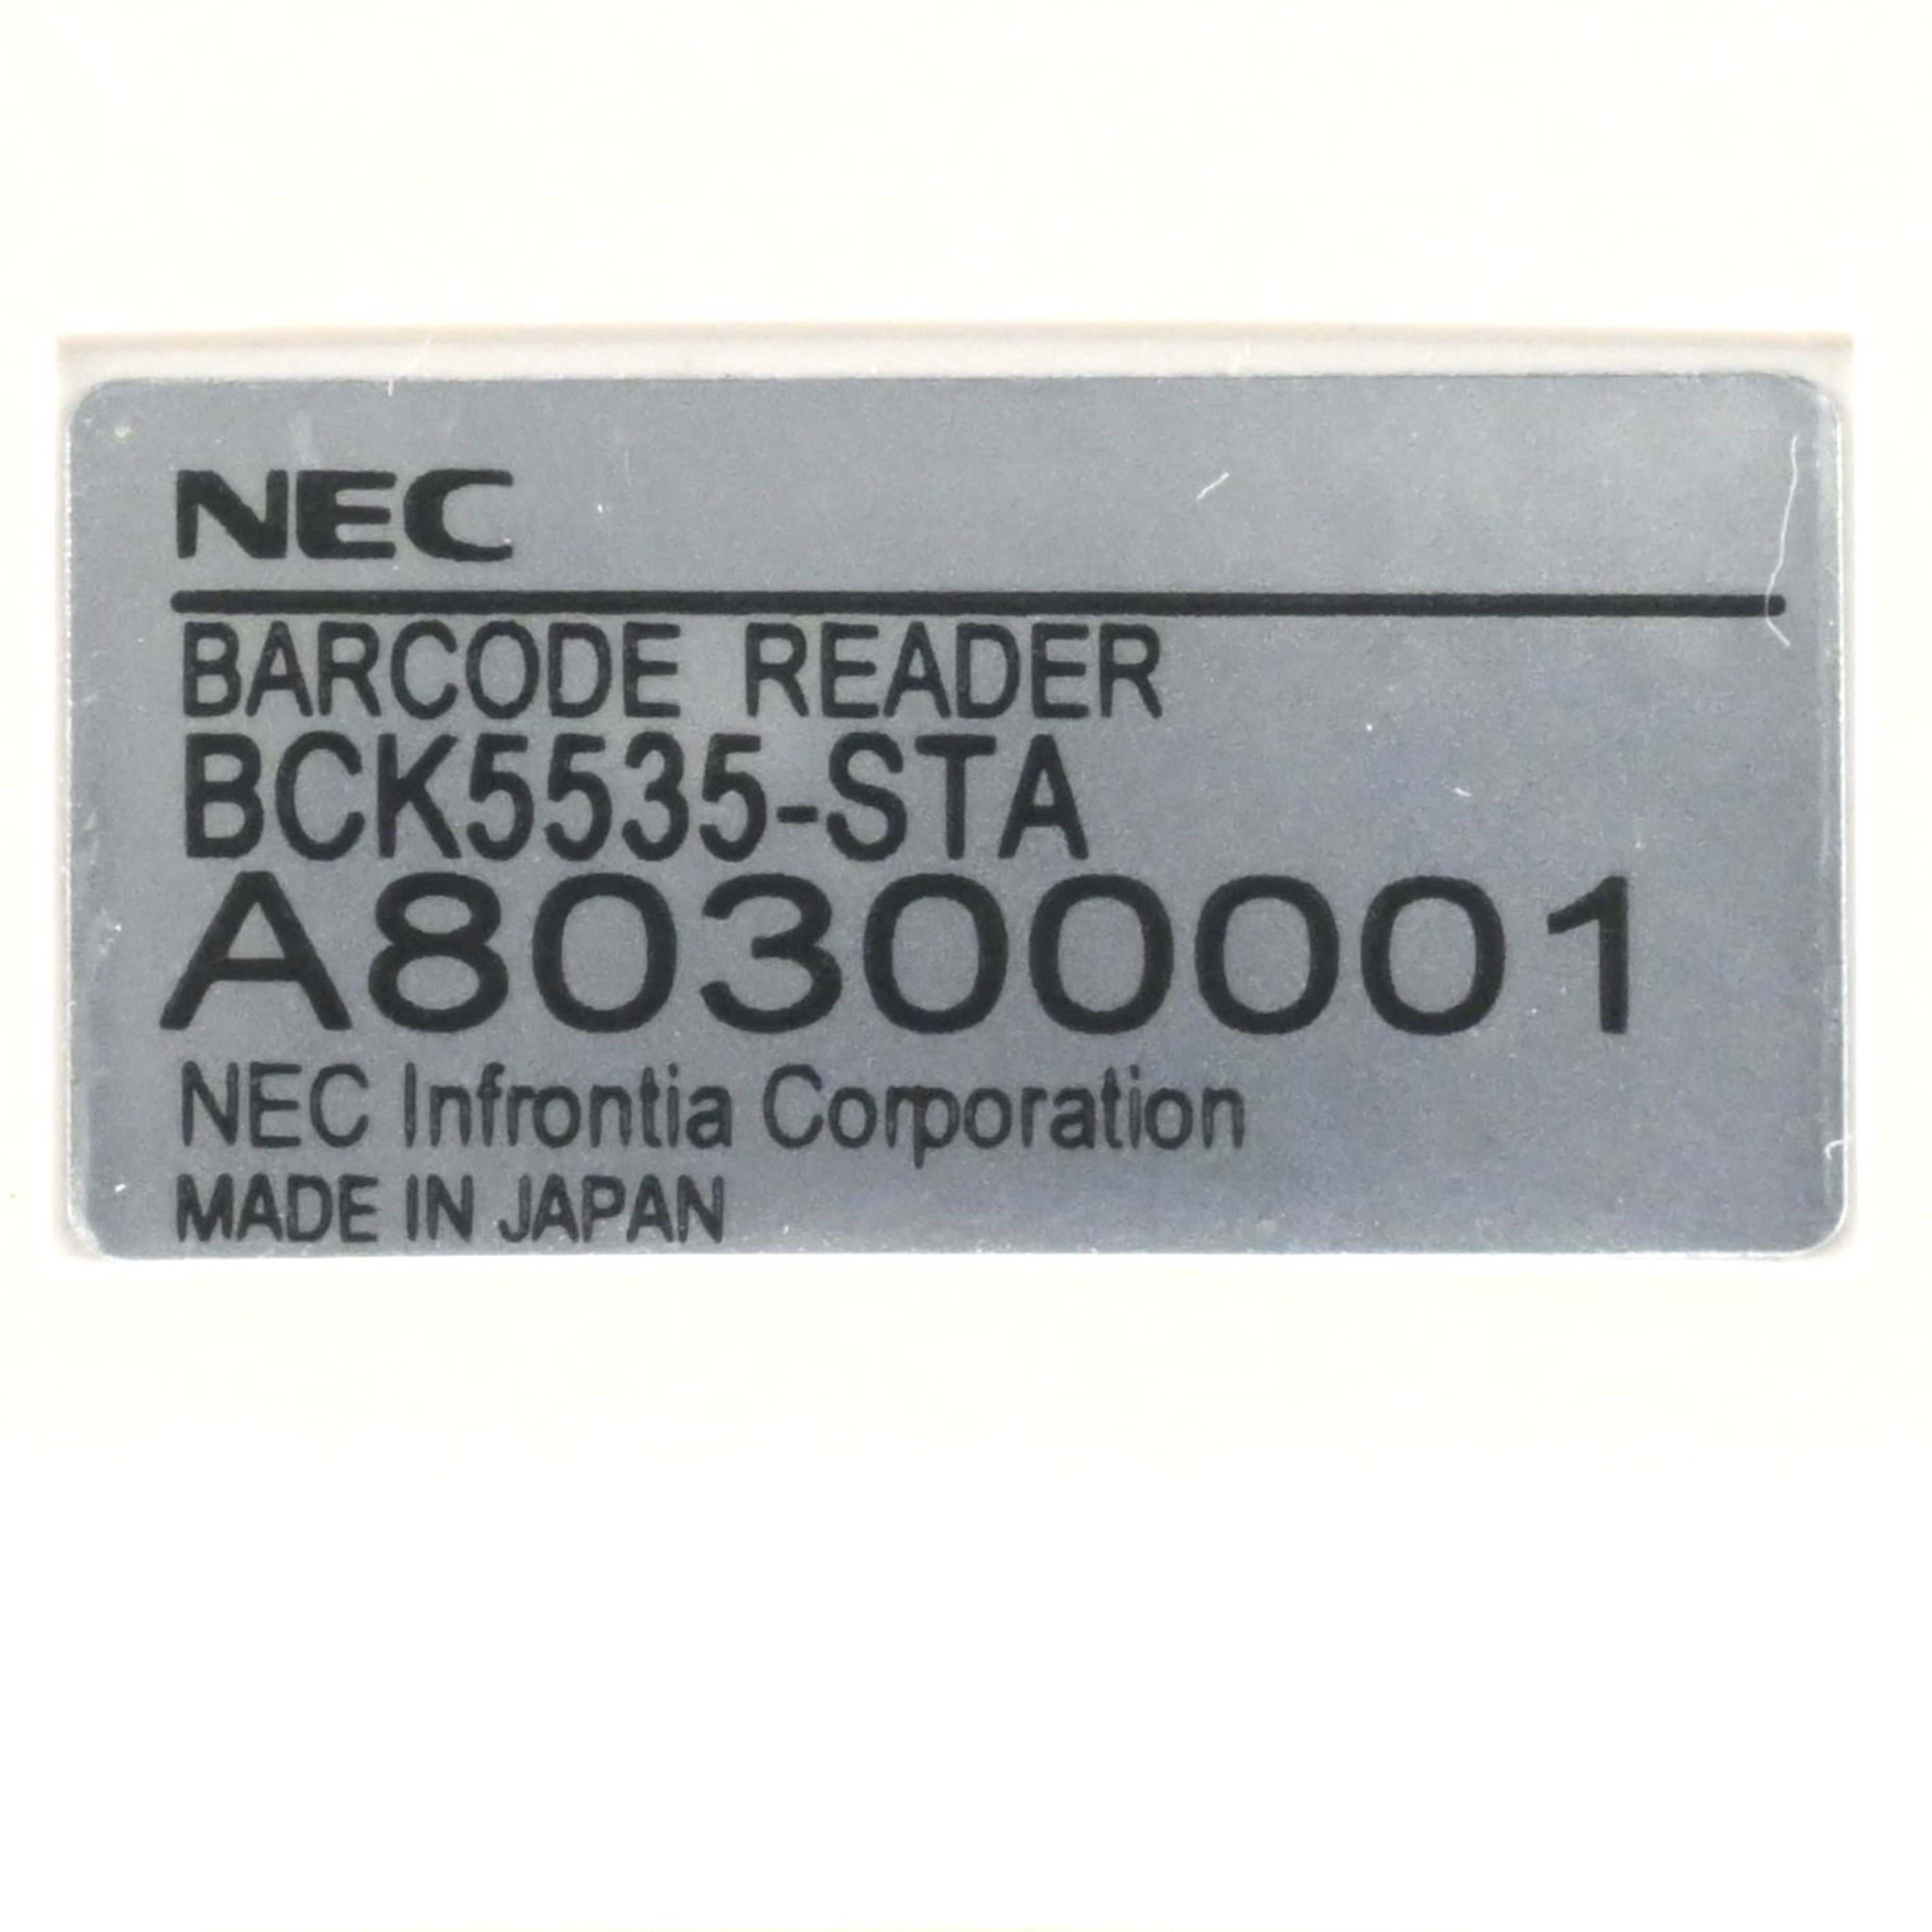 NEC
BARCODE READER
BCK5535-STA
A80300001
NEC Infrontia Corporation
MADE IN JAPAN